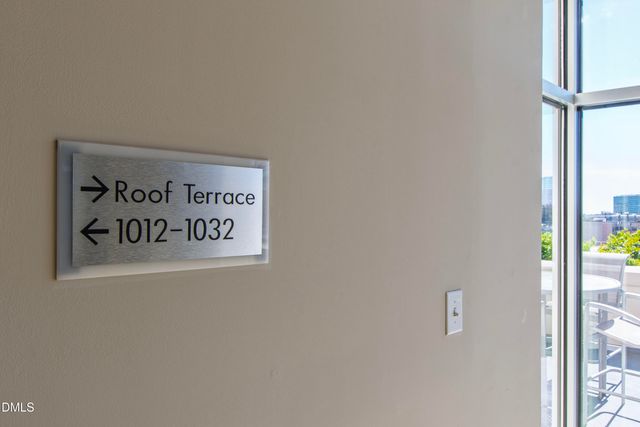 → Roof Terrace
← 1012-1032
DMLS